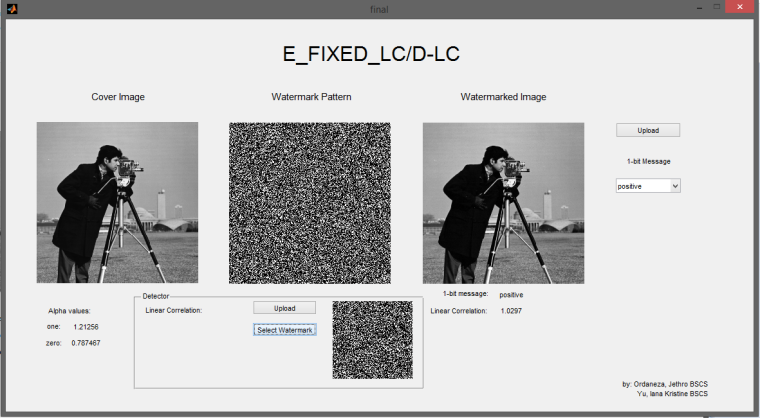 final
E_FIXED_LC/D-LC
Cover Image
Watermark Pattern
Watermarked Image
Upload
1-bit Message
positive
Alpha values:
one: 1.21256
zero: 0.787467
Detector
Linear Correlation:
Upload
Select Watermark
1-bit message: positive
Linear Correlation: 1.0297
by: Ordaneza, Jethro BSCS
Yu, Iana Kristine BSCS